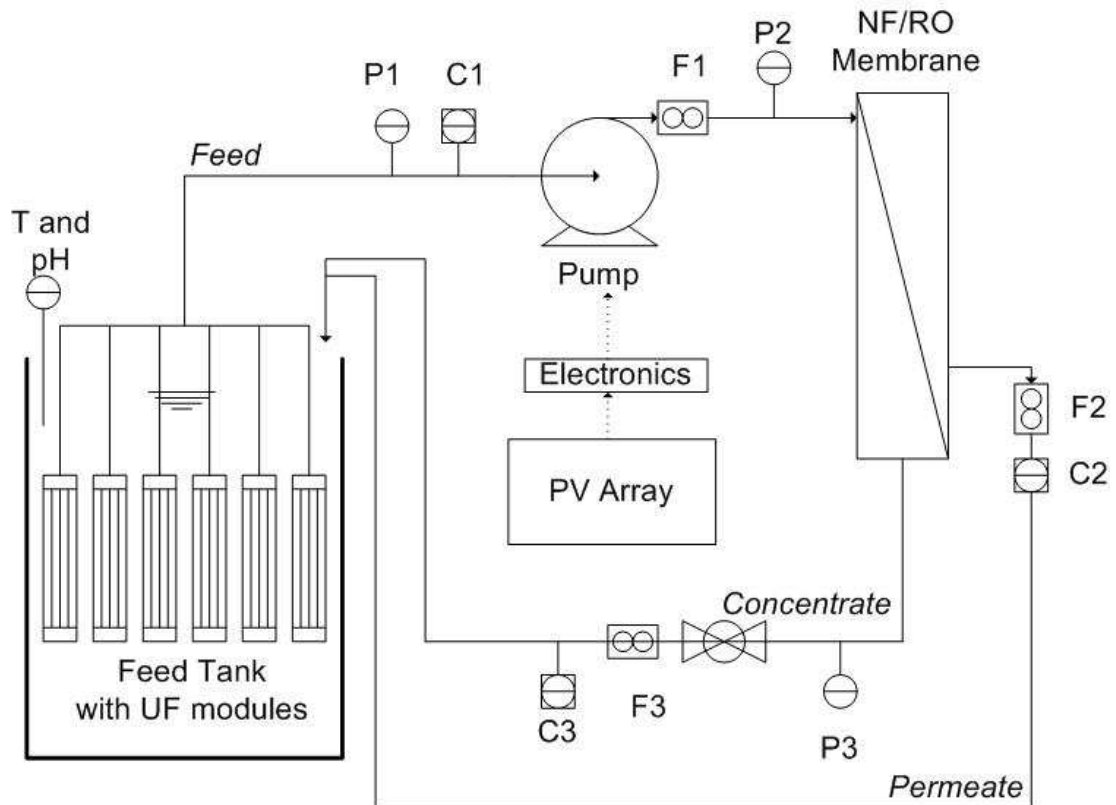 NF/RO
Membrane
P2
F1
P1
C1
Feed
T and
pH
Pump
Electronics
PV Array
F2
C2
Concentrate
Feed Tank
with UF modules
C3
F3
P3
Permeate